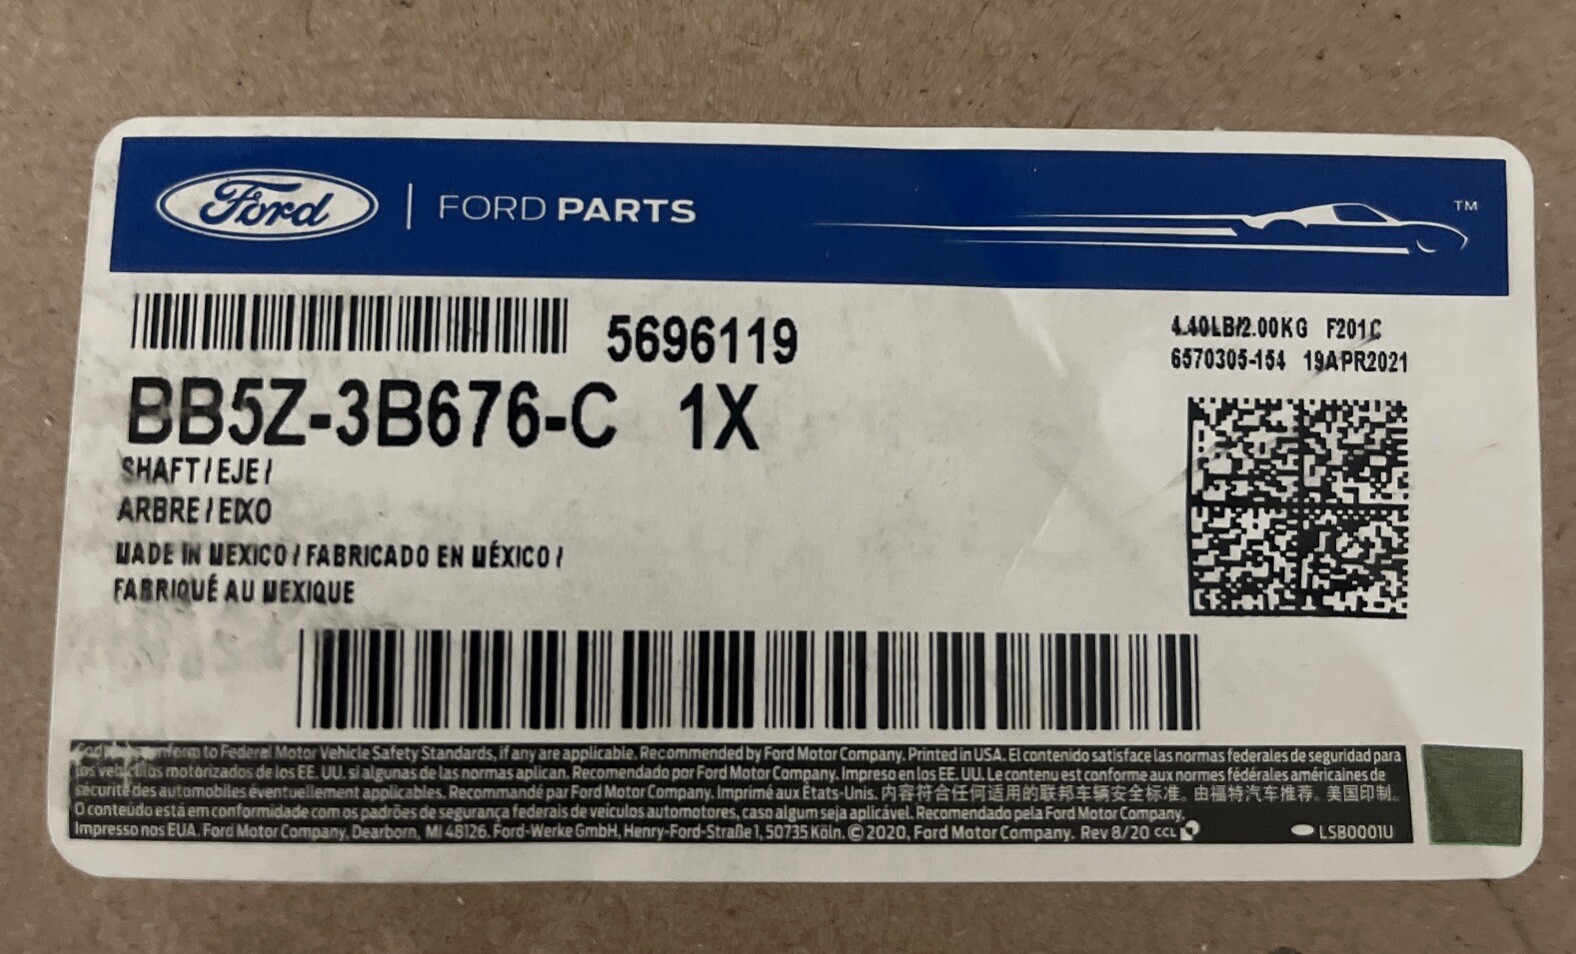 Ford | FORD PARTS
TM
5696119
4.40LB/2.00KG F201C
6570305-154 19APR2021
BB5Z-3B676-C 1X
SHAFT/EJE/
ARBRE/EIXO
MADE IN MEXICO/FABRICADO EN MÉXICO/
FABRIQUÉ AU MEXIQUE
conform to Federal Motor Vehicle Safety Standards, if any are applicable. Recommended by Ford Motor Company. Printed in USA. El contenido satisface las normas federales de seguridad para
los vehículos motorizados de los EE. UU. si algunas de las normas aplican. Recomendado por Ford Motor Company. Impreso en los EE. UU. Le contenu est conforme aux normes fédérales américaines de
sécurité des automobiles éventuellement applicables. Recommandé par Ford Motor Company. Imprimé aux États-Unis. 内容符合任何适用的联邦车辆安全标准。由福特汽车推荐。美国印制.
O conteúdo está em conformidade com os padrões de segurança federais de veículos automotores, caso algum seja aplicável. Recomendado pela Ford Motor Company.
Impresso nos EUA. Ford Motor Company, Dearborn, MI 48126. Ford-Werke GmbH, Henry-Ford-Straße 1, 50735 Köln. © 2020, Ford Motor Company. Rev 8/20 CCL LSB0001U